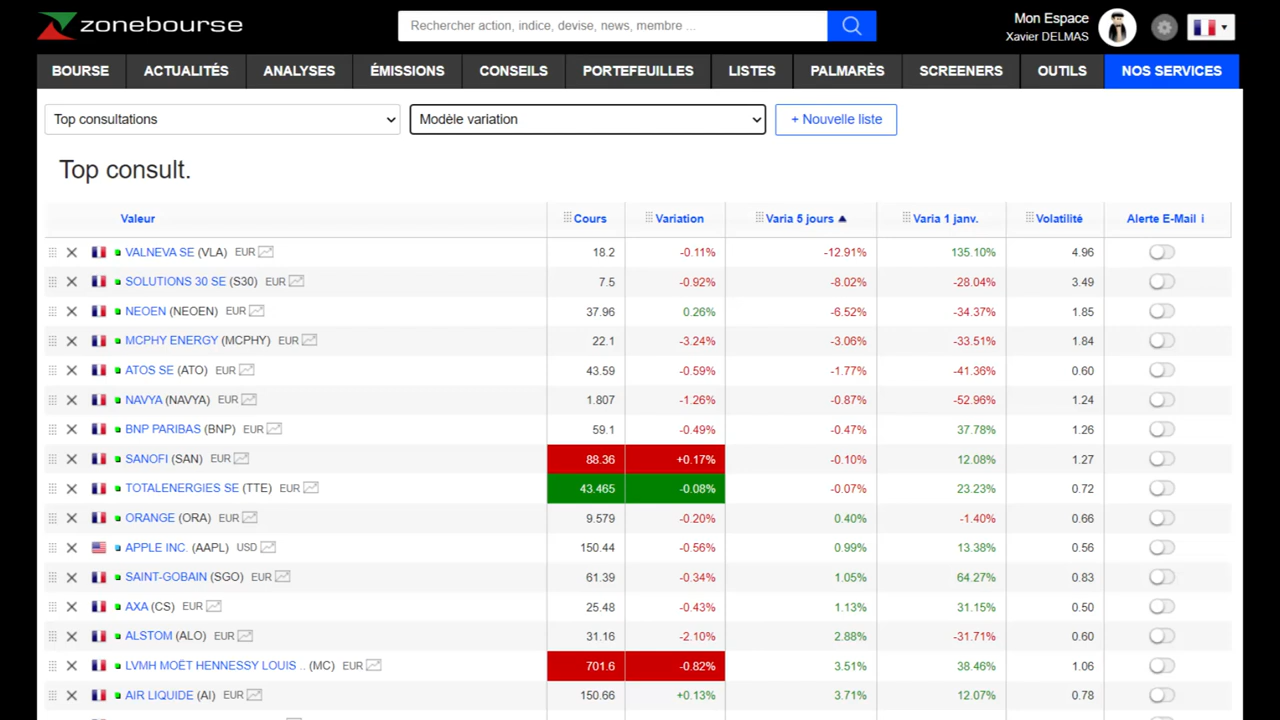 zonebourse
Rechercher action, indice, devise, news, membre ...
Mon Espace
Xavier DELMAS
BOURSE ACTUALITÉS ANALYSES ÉMISSIONS CONSEILS PORTEFEUILLES LISTES PALMARÈS SCREENERS OUTILS NOS SERVICES
Top consultations Modèle variation + Nouvelle liste
Top consult.
Valeur Cours Variation Varia 5 jours Varia 1 janv. Volatilité Alerte E-Mail i
VALNEVA SE (VLA) EUR 18.2 -0.11% -12.91% 135.10% 4.96
SOLUTIONS 30 SE (S30) EUR 7.5 -0.92% -8.02% -28.04% 3.49
NEOEN (NEOEN) EUR 37.96 0.26% -6.52% -34.37% 1.85
MCPHY ENERGY (MCPHY) EUR 22.1 -3.24% -3.06% -33.51% 1.84
ATOS SE (ATO) EUR 43.59 -0.59% -1.77% -41.36% 0.60
NAVYA (NAVYA) EUR 1.807 -1.26% -0.87% -52.96% 1.24
BNP PARIBAS (BNP) EUR 59.1 -0.49% -0.47% 37.78% 1.26
SANOFI (SAN) EUR 88.36 +0.17% -0.10% 12.08% 1.27
TOTALENERGIES SE (TTE) EUR 43.465 -0.08% -0.07% 23.23% 0.72
ORANGE (ORA) EUR 9.579 -0.20% 0.40% -1.40% 0.66
APPLE INC. (AAPL) USD 150.44 -0.56% 0.99% 13.38% 0.56
SAINT-GOBAIN (SGO) EUR 61.39 -0.34% 1.05% 64.27% 0.83
AXA (CS) EUR 25.48 -0.43% 1.13% 31.15% 0.50
ALSTOM (ALO) EUR 31.16 -2.10% 2.88% -31.71% 0.60
LVMH MOËT HENNESSY LOUIS .. (MC) EUR 701.6 -0.82% 3.51% 38.46% 1.06
AIR LIQUIDE (AI) EUR 150.66 +0.13% 3.71% 12.07% 0.78